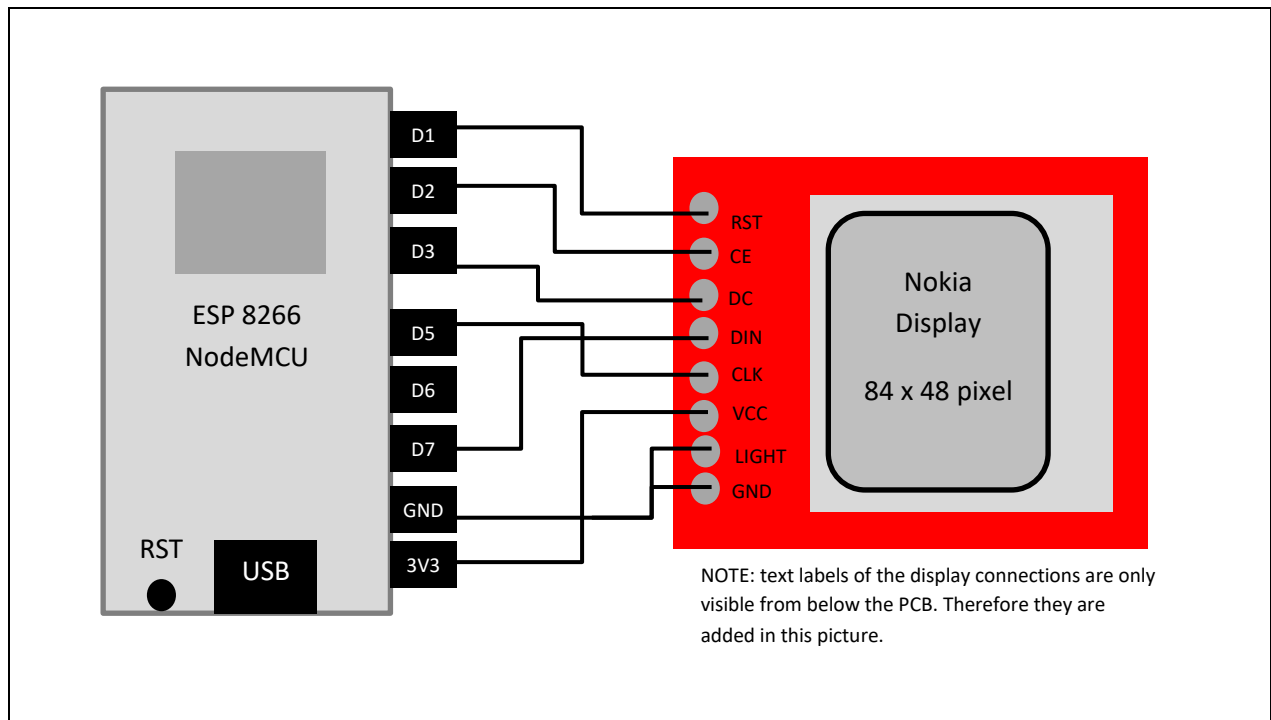 D1
D2
D3
D5
D6
D7
GND
3V3
ESP 8266
NodeMCU
RST
USB
RST
CE
DC
DIN
CLK
VCC
LIGHT
GND
Nokia
Display
84 x 48 pixel
NOTE: text labels of the display connections are only
visible from below the PCB. Therefore they are
added in this picture.